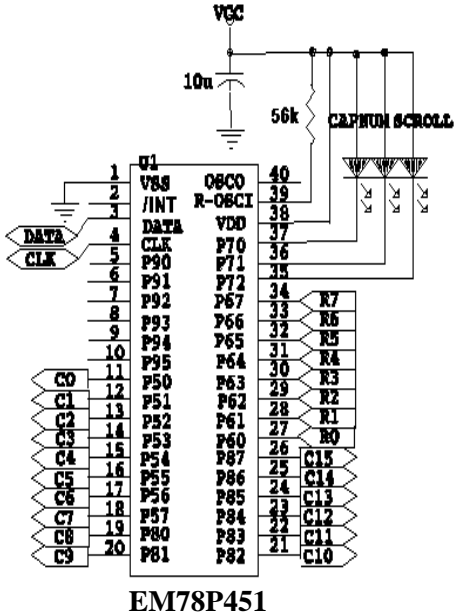 VCC
10u
56k
CAPNUM SCROLL
U1
1 VSS OSCO 40
2 /INT R-OSCI 39
3 DATA VDD 38
DATA
4 CLK P70 37
CLK
5 P90 P71 36
6 P91 P72 35
7 P92 P67 34 R7
8 P93 P66 33 R6
9 P94 P65 32 R5
10 P95 P64 31 R4
C0 11 P50 P63 30 R3
C1 12 P51 P62 29 R2
C2 13 P52 P61 28 R1
C3 14 P53 P60 27 R0
C4 15 P54 P87 26 C15
C5 16 P55 P86 25 C14
C6 17 P56 P85 24 C13
C7 18 P57 P84 23 C12
C8 19 P80 P83 22 C11
C9 20 P81 P82 21 C10
EM78P451